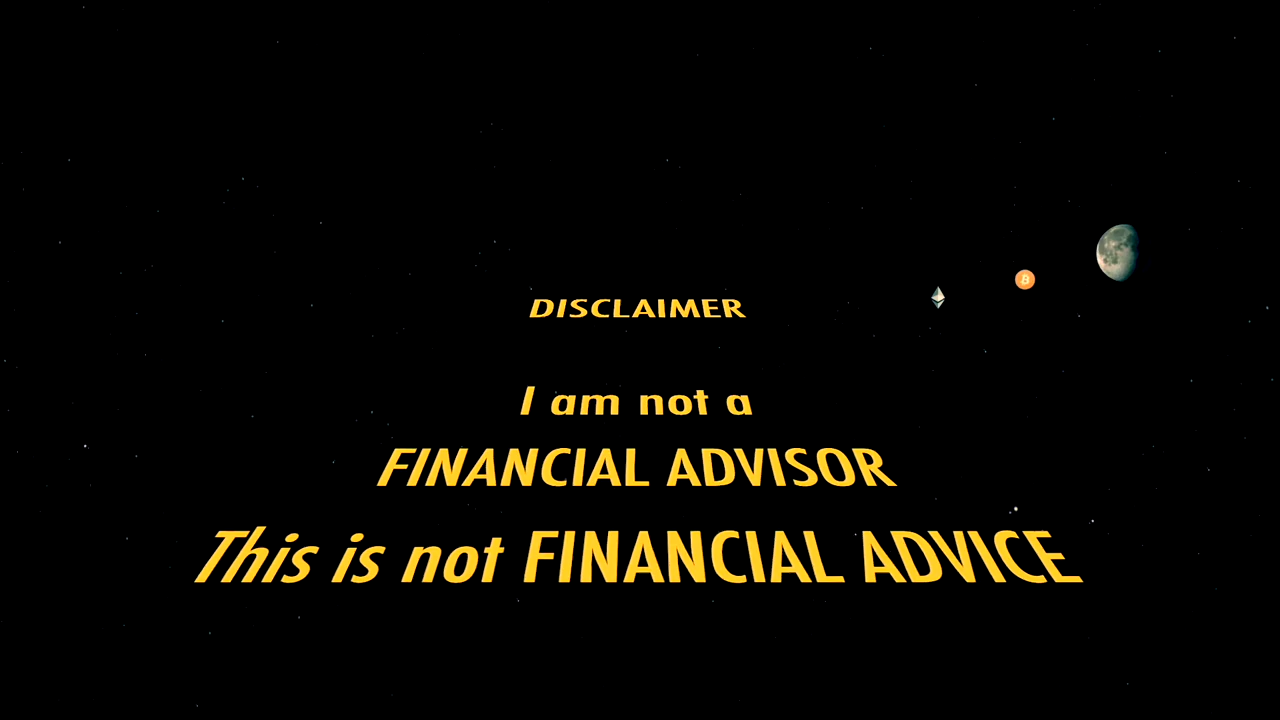 DISCLAIMER
I am not a
FINANCIAL ADVISOR
This is not FINANCIAL ADVICE